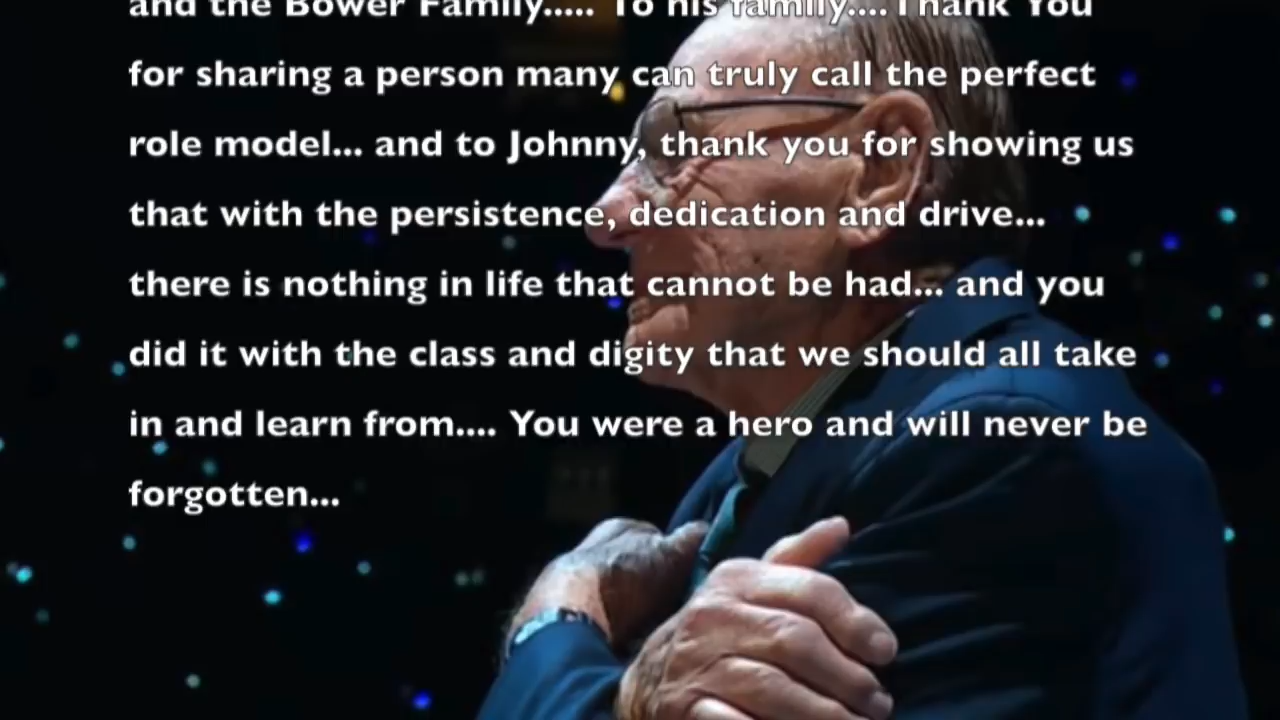 and the Bower Family..... To his family....Thank You
for sharing a person many can truly call the perfect
role model... and to Johnny, thank you for showing us
that with the persistence, dedication and drive...
there is nothing in life that cannot be had... and you
did it with the class and digity that we should all take
in and learn from.... You were a hero and will never be
forgotten...